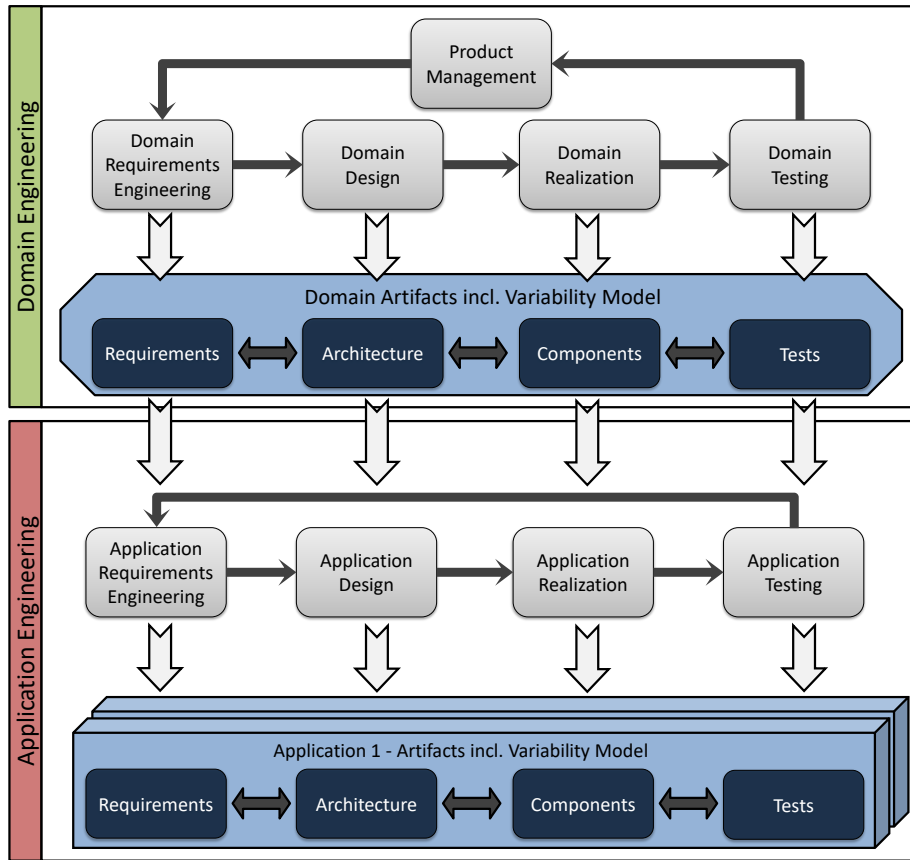 Domain Engineering
Product
Management
Domain
Requirements
Engineering
Domain
Design
Domain
Realization
Domain
Testing
Domain Artifacts incl. Variability Model
Requirements
Architecture
Components
Tests
Application Engineering
Application
Requirements
Engineering
Application
Design
Application
Realization
Application
Testing
Application 1 - Artifacts incl. Variability Model
Requirements
Architecture
Components
Tests